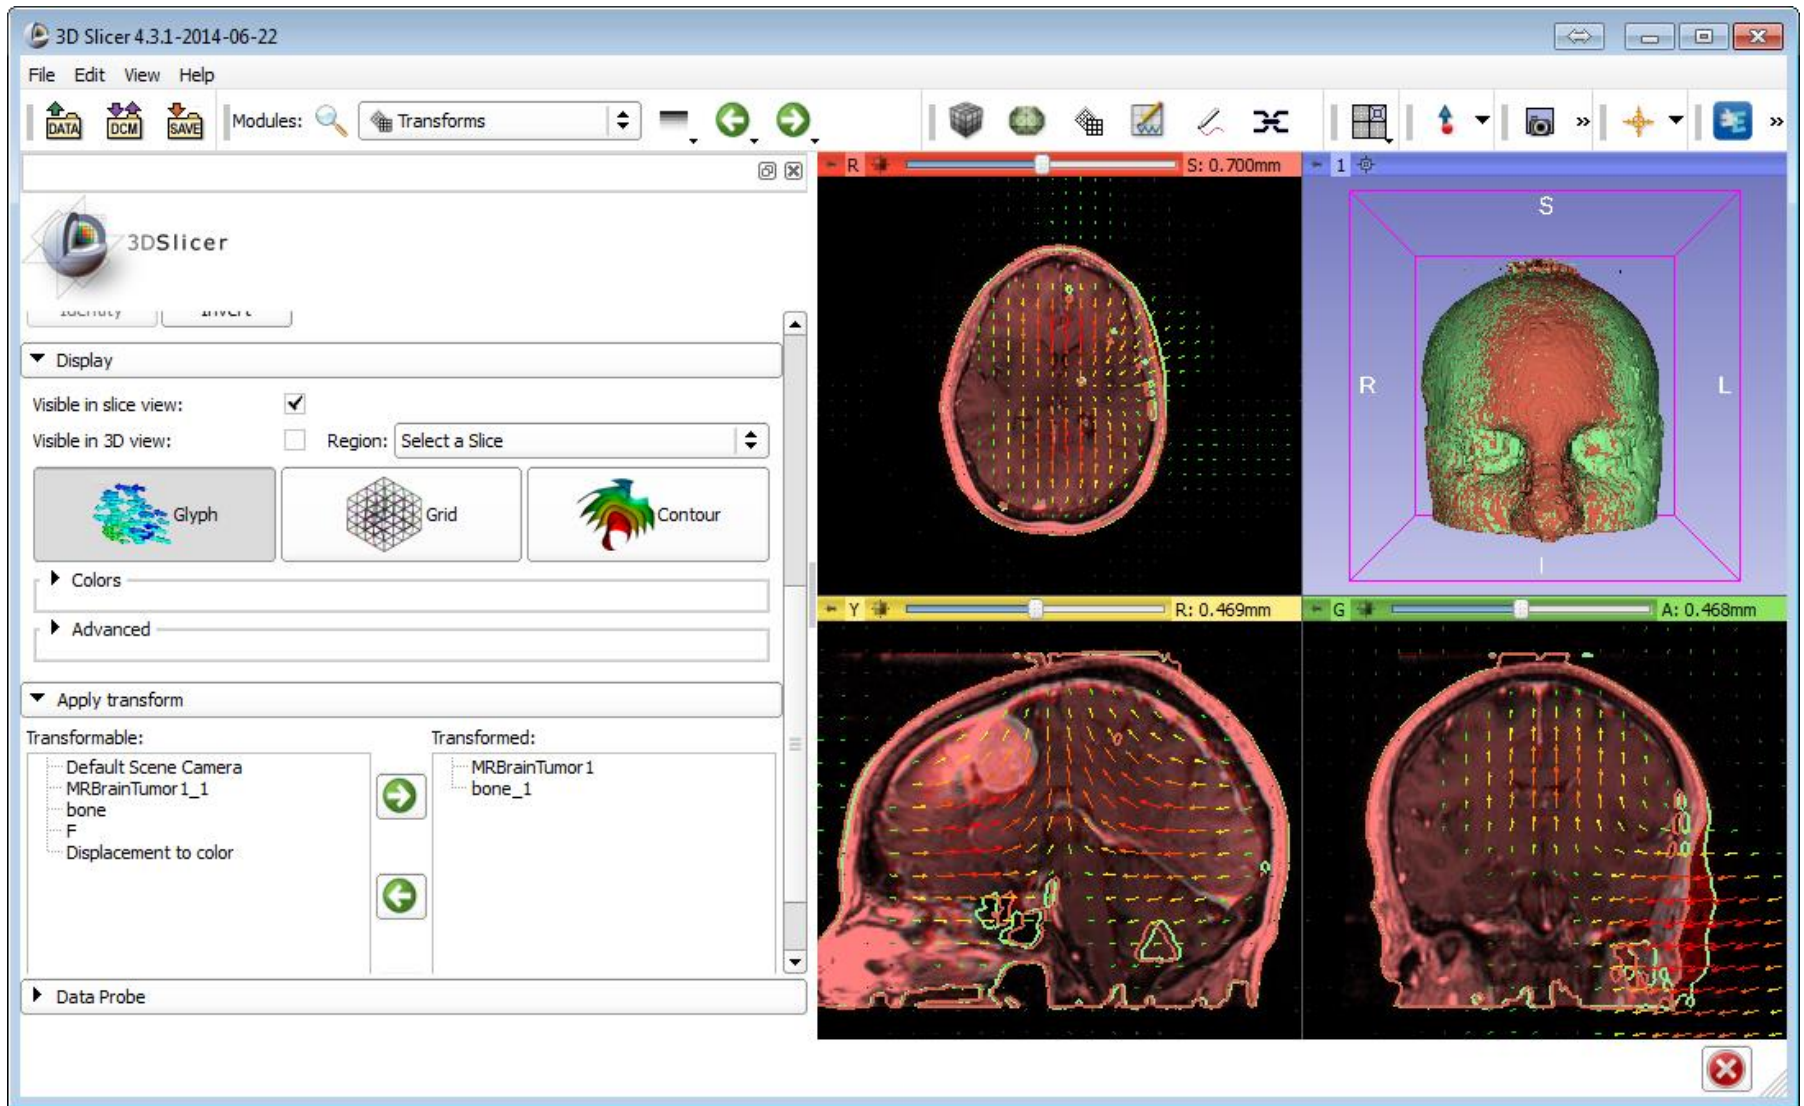 3D Slicer 4.3.1-2014-06-22
File Edit View Help
DATA DCM SAVE Modules: Transforms
R S: 0.700mm
1
3DSlicer
S
R
L
I
Identity Invert
Display
Visible in slice view:
Visible in 3D view: Region: Select a Slice
Glyph Grid Contour
Colors
Advanced
Y R: 0.469mm
G A: 0.468mm
Apply transform
Transformable: Transformed:
Default Scene Camera
MRBrainTumor1_1
bone
F
Displacement to color
MRBrainTumor1
bone_1
Data Probe